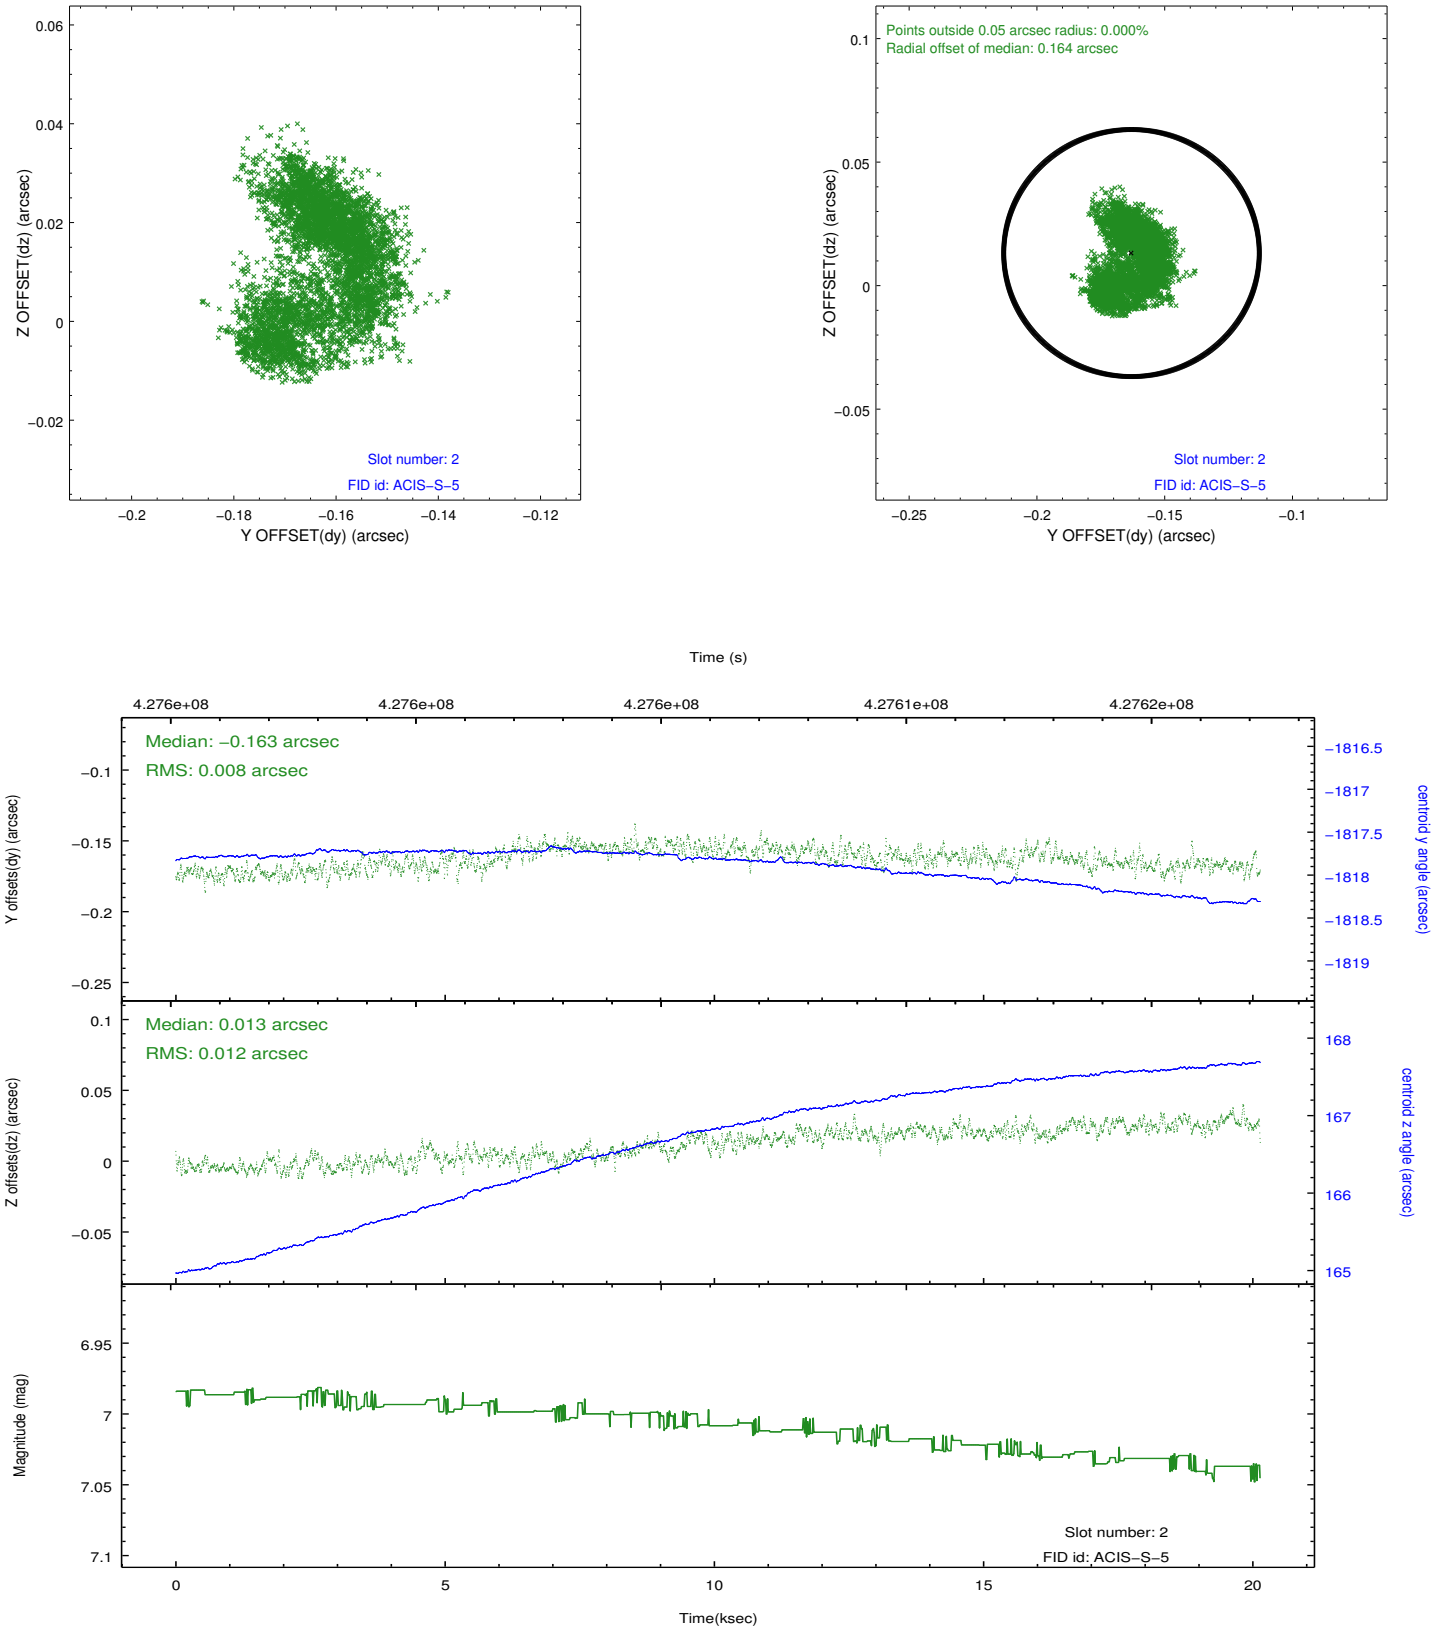 0.06
0.04
0.02
0
−0.02
Z OFFSET(dz) (arcsec)
Slot number: 2
FID id: ACIS−S−5
−0.2
−0.18
−0.16
−0.14
−0.12
Y OFFSET(dy) (arcsec)
Points outside 0.05 arcsec radius: 0.000%
Radial offset of median: 0.164 arcsec
0.1
0.05
0
−0.05
Z OFFSET(dz) (arcsec)
Slot number: 2
FID id: ACIS−S−5
−0.25
−0.2
−0.15
−0.1
Y OFFSET(dy) (arcsec)
Time (s)
4.276e+08
4.276e+08
4.276e+08
4.2761e+08
4.2762e+08
Median: −0.163 arcsec
RMS: 0.008 arcsec
−0.1
−0.15
−0.2
−0.25
Y offsets(dy) (arcsec)
−1816.5
−1817
−1817.5
−1818
−1818.5
−1819
centroid y angle (arcsec)
Median: 0.013 arcsec
RMS: 0.012 arcsec
0.1
0.05
0
−0.05
Z offsets(dz) (arcsec)
168
167
166
165
centroid z angle (arcsec)
6.95
7
7.05
7.1
Magnitude (mag)
Slot number: 2
FID id: ACIS−S−5
0
5
10
15
20
Time(ksec)